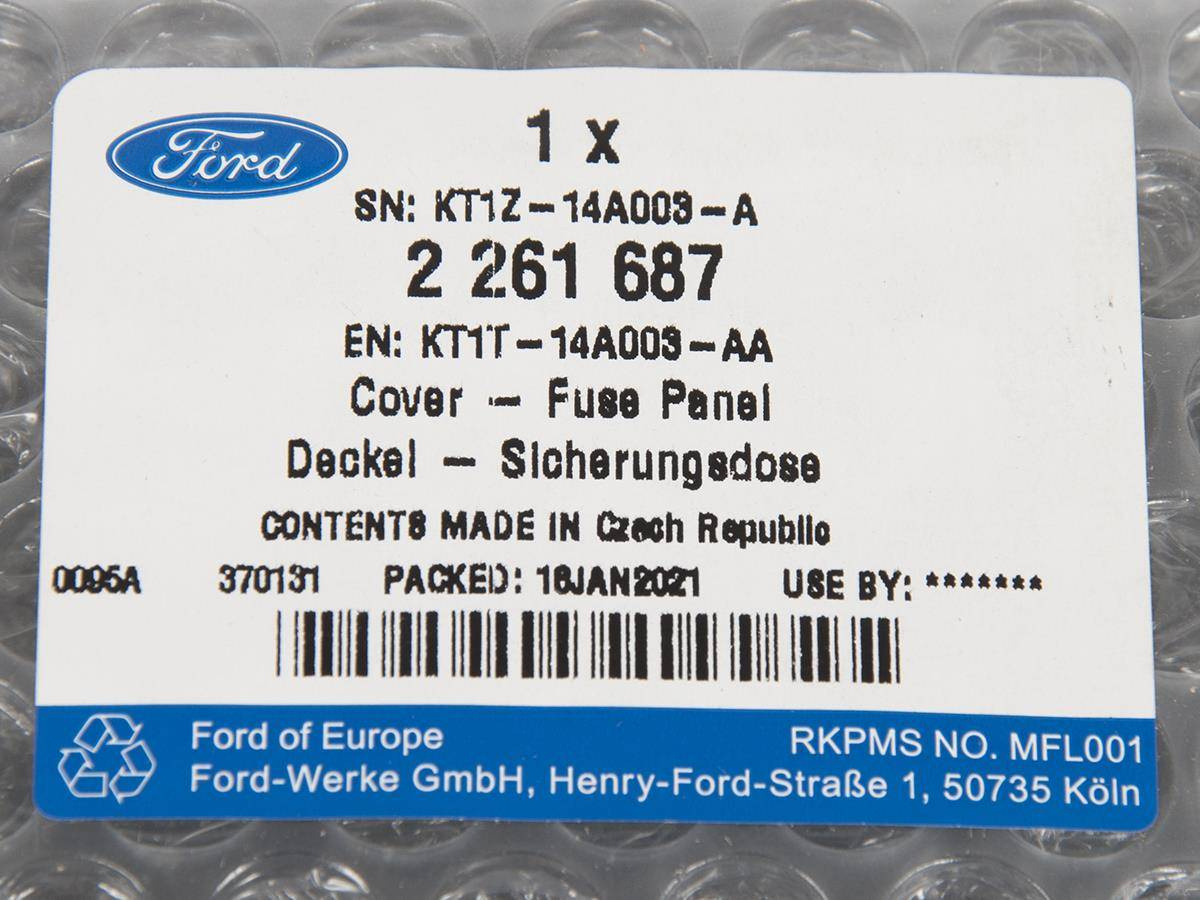 Ford
1 x
SN: KT1Z-14A003-A
2 261 687
EN: KT1T-14A003-AA
Cover - Fuse Panel
Deckel - Sicherungsdose
CONTENTS MADE IN Czech Republic
0095A 370131 PACKED: 18JAN2021 USE BY: *******
Ford of Europe RKPMS NO. MFL001
Ford-Werke GmbH, Henry-Ford-Straße 1, 50735 Köln